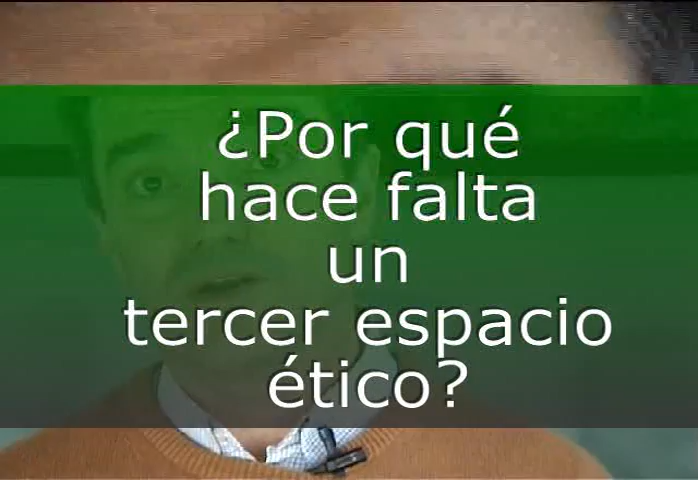 ¿Por qué
hace falta
un
tercer espacio
ético?